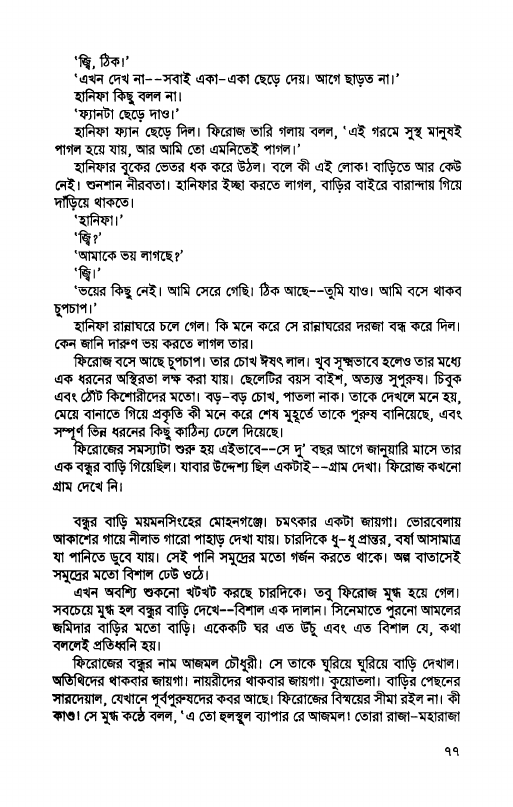 ‘জ্বি, ঠিক।’
‘এখন দেখ না--সবাই একা-একা ছেড়ে দেয়। আগে ছাড়ত না।’
হানিফা কিছু বলল না।
‘ফ্যানটা ছেড়ে দাও।’
হানিফা ফ্যান ছেড়ে দিল। ফিরোজ ভারি গলায় বলল, ‘এই গরমে সুস্থ মানুষই
পাগল হয়ে যায়, আর আমি তো এমনিতেই পাগল।’
হানিফার বুকের ভেতর ধক করে উঠল। বলে কী এই লোক! বাড়িতে আর কেউ
নেই। শুনশান নীরবতা। হানিফার ইচ্ছা করতে লাগল, বাড়ির বাইরে বারান্দায় গিয়ে
দাঁড়িয়ে থাকতে।
‘হানিফা।’
‘জ্বি?’
‘আমাকে ভয় লাগছে?’
‘জ্বি।’
‘ভয়ের কিছু নেই। আমি সেরে গেছি। ঠিক আছে--তুমি যাও। আমি বসে থাকব
চুপচাপ।’
হানিফা রান্নাঘরে চলে গেল। কি মনে করে সে রান্নাঘরের দরজা বন্ধ করে দিল।
কেন জানি দারুণ ভয় করতে লাগল তার।
ফিরোজ বসে আছে চুপচাপ। তার চোখ ঈষৎ লাল। খুব সূক্ষ্মভাবে হলেও তার মধ্যে
এক ধরনের অস্থিরতা লক্ষ করা যায়। ছেলেটির বয়স বাইশ, অত্যন্ত সুপুরুষ। চিবুক
এবং ঠোঁট কিশোরীদের মতো। বড়-বড় চোখ, পাতলা নাক। তাকে দেখলে মনে হয়,
মেয়ে বানাতে গিয়ে প্রকৃতি কী মনে করে শেষ মুহূর্তে তাকে পুরুষ বানিয়েছে, এবং
সম্পূর্ণ ভিন্ন ধরনের কিছু কাঠিন্য ঢেলে দিয়েছে।
ফিরোজের সমস্যাটা শুরু হয় এইভাবে--সে দু’ বছর আগে জানুয়ারি মাসে তার
এক বন্ধুর বাড়ি গিয়েছিল। যাবার উদ্দেশ্য ছিল একটাই--গ্রাম দেখা। ফিরোজ কখনো
গ্রাম দেখে নি।
বন্ধুর বাড়ি ময়মনসিংহের মোহনগঞ্জে। চমৎকার একটা জায়গা। ভোরবেলায়
আকাশের গায়ে নীলাভ গারো পাহাড় দেখা যায়। চারদিকে ধু-ধু প্রান্তর, বর্ষা আসামাত্র
যা পানিতে ডুবে যায়। সেই পানি সমুদ্রের মতো গর্জন করতে থাকে। অল্প বাতাসেই
সমুদ্রের মতো বিশাল ঢেউ ওঠে।
এখন অবশ্যি শুকনো খটখট করছে চারদিকে। তবু ফিরোজ মুগ্ধ হয়ে গেল।
সবচেয়ে মুগ্ধ হল বন্ধুর বাড়ি দেখে--বিশাল এক দালান। সিনেমাতে পুরনো আমলের
জমিদার বাড়ির মতো বাড়ি। একেকটি ঘর এত উঁচু এবং এত বিশাল যে, কথা
বললেই প্রতিধ্বনি হয়।
ফিরোজের বন্ধুর নাম আজমল চৌধুরী। সে তাকে ঘুরিয়ে ঘুরিয়ে বাড়ি দেখাল।
অতিথিদের থাকবার জায়গা। নায়রীদের থাকবার জায়গা। কুয়োতলা। বাড়ির পেছনের
সারদেয়াল, যেখানে পূর্বপুরুষদের কবর আছে। ফিরোজের বিস্ময়ের সীমা রইল না। কী
কাণ্ড! সে মুগ্ধ কণ্ঠে বলল, ‘এ তো হুলস্থুল ব্যাপার রে আজমল! তোরা রাজা-মহারাজা
৭৭